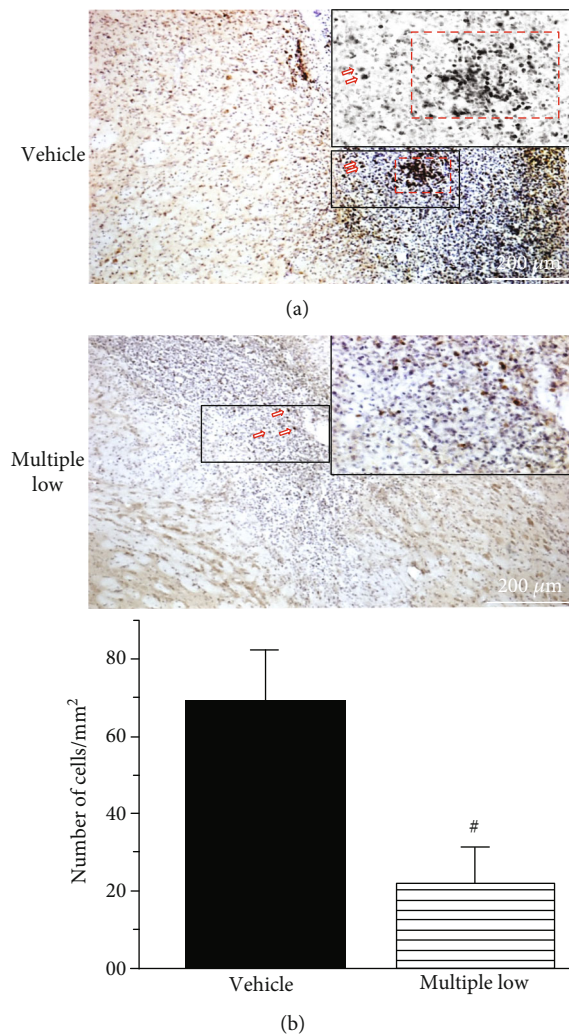 Vehicle
200 µm
(a)
Multiple
low
200 µm
Number of cells/mm²
80
60
40
20
00
#
Vehicle
Multiple low
(b)